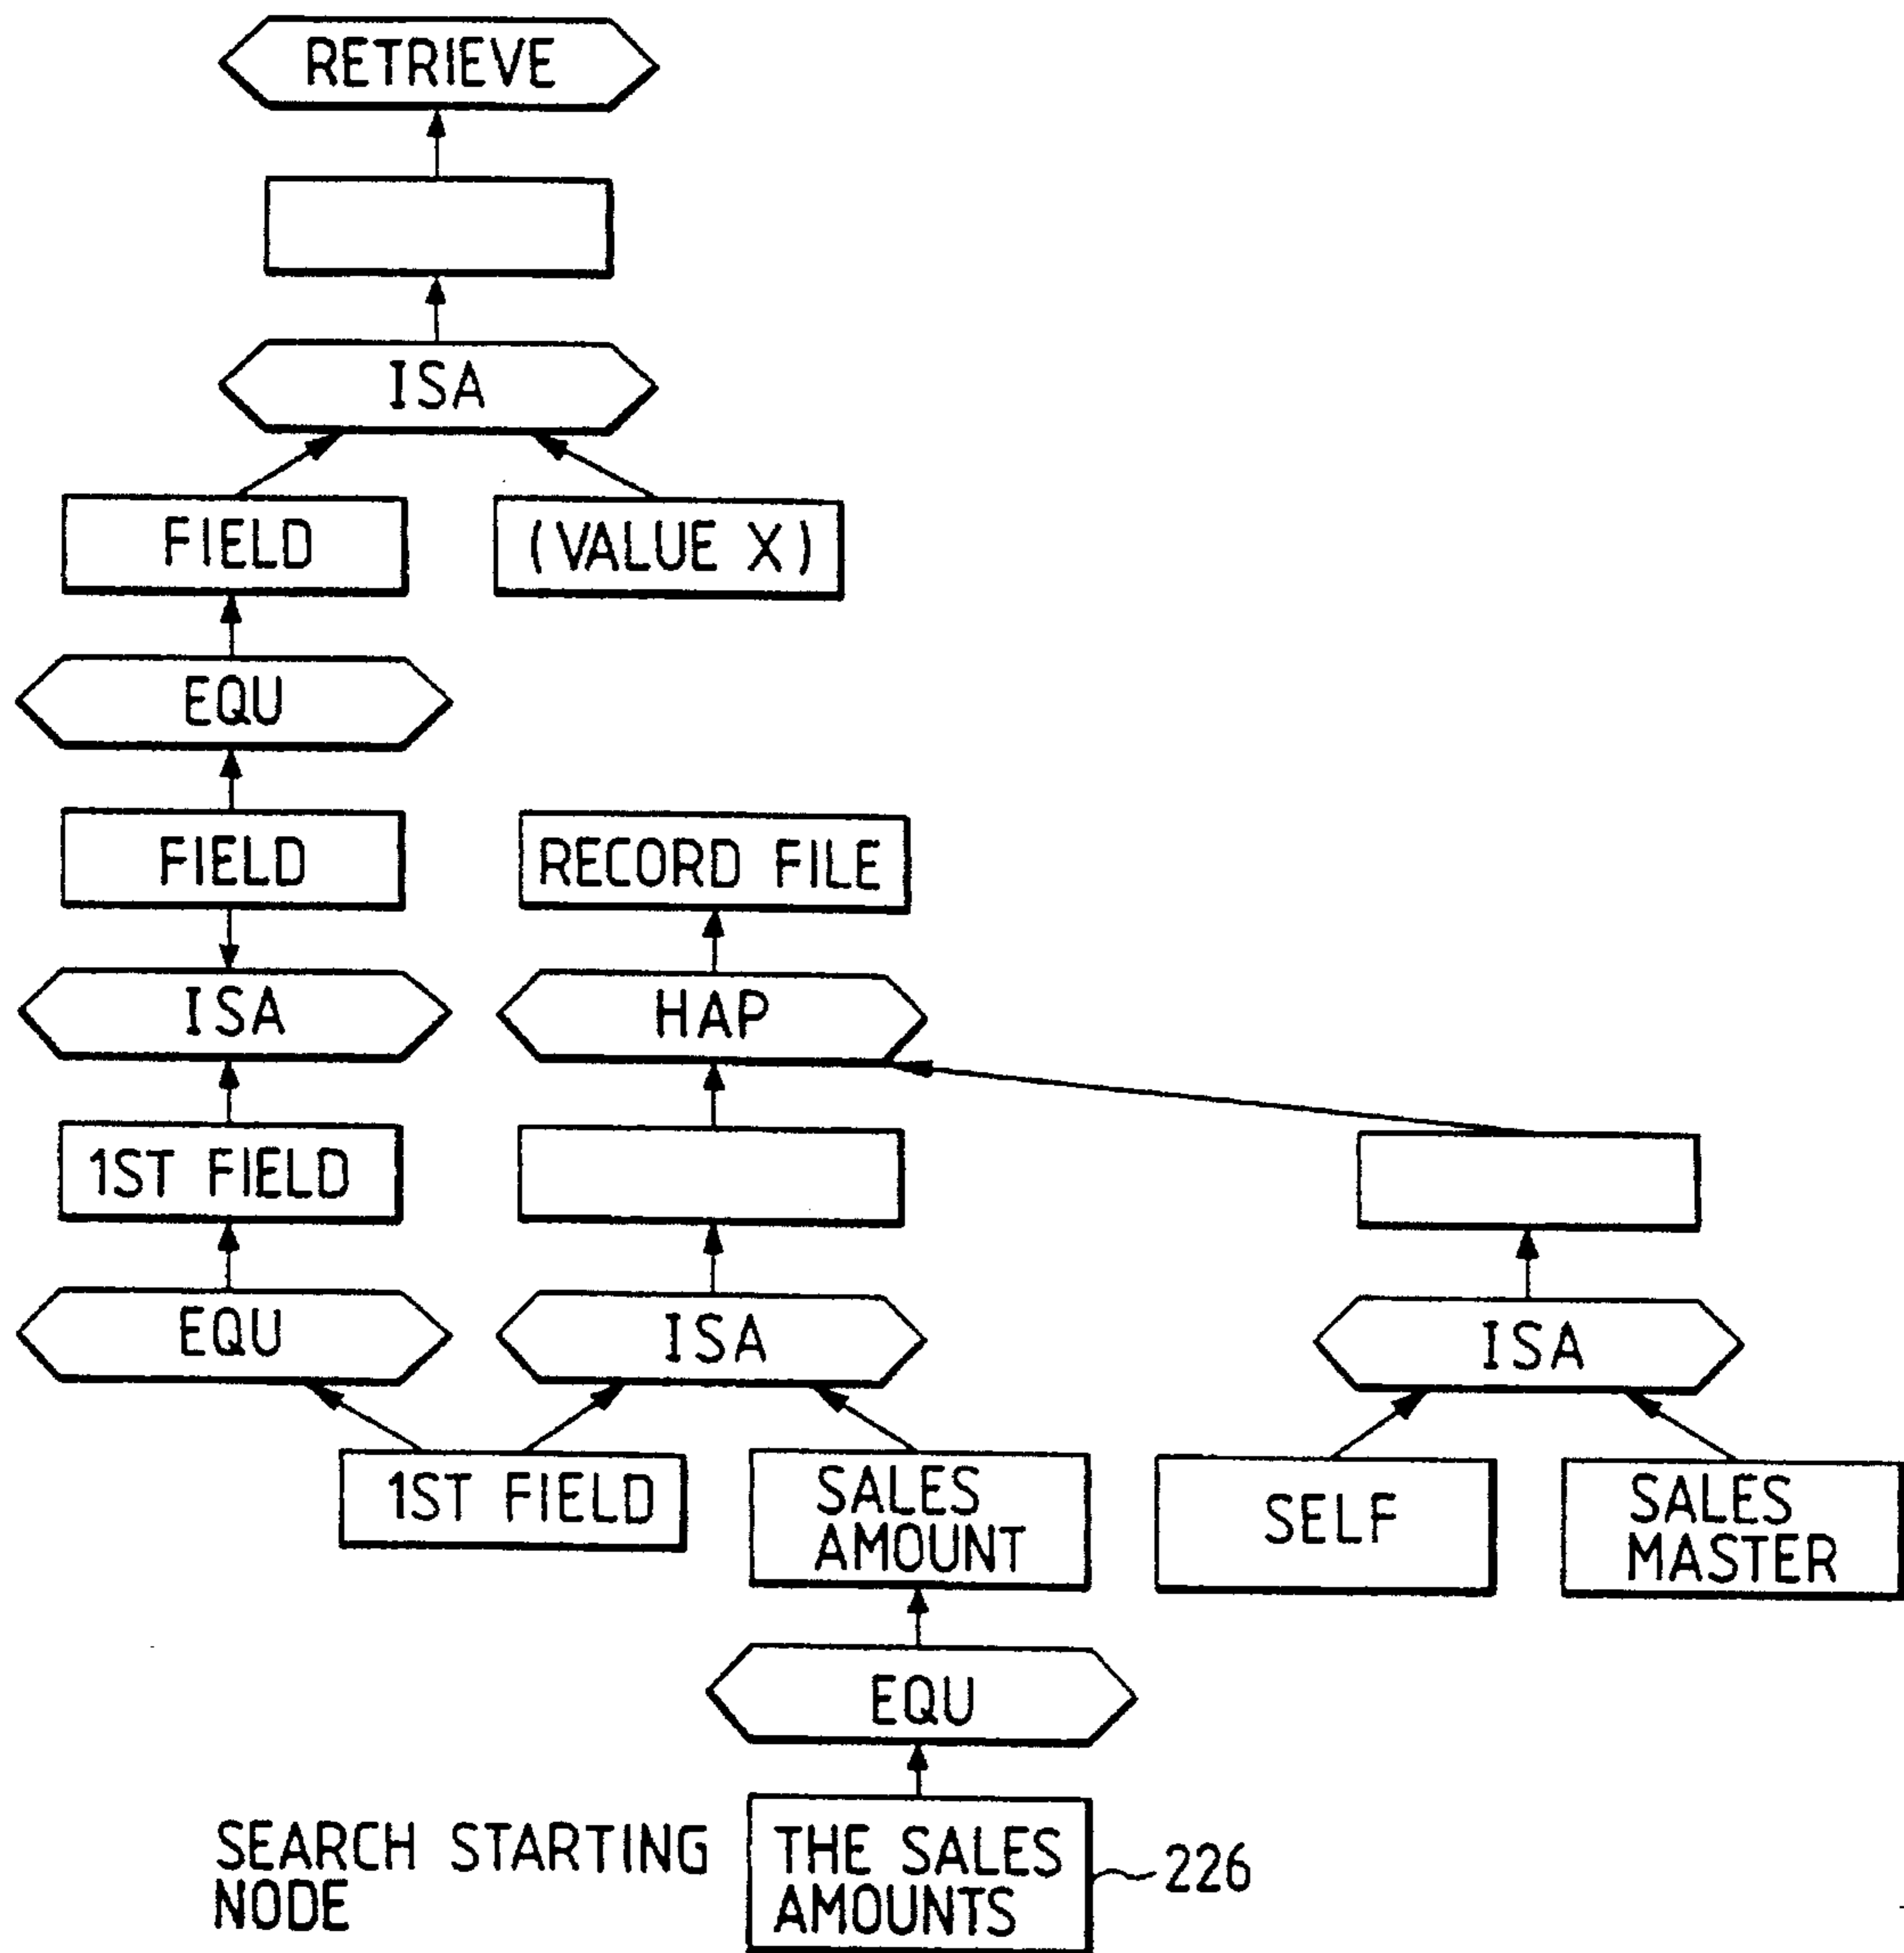 RETRIEVE
ISA
FIELD
(VALUE X)
EQU
FIELD
RECORD FILE
ISA
HAP
1ST FIELD
EQU
ISA
ISA
1ST FIELD
SALES
AMOUNT
SELF
SALES
MASTER
EQU
SEARCH STARTING
NODE
THE SALES
AMOUNTS
226